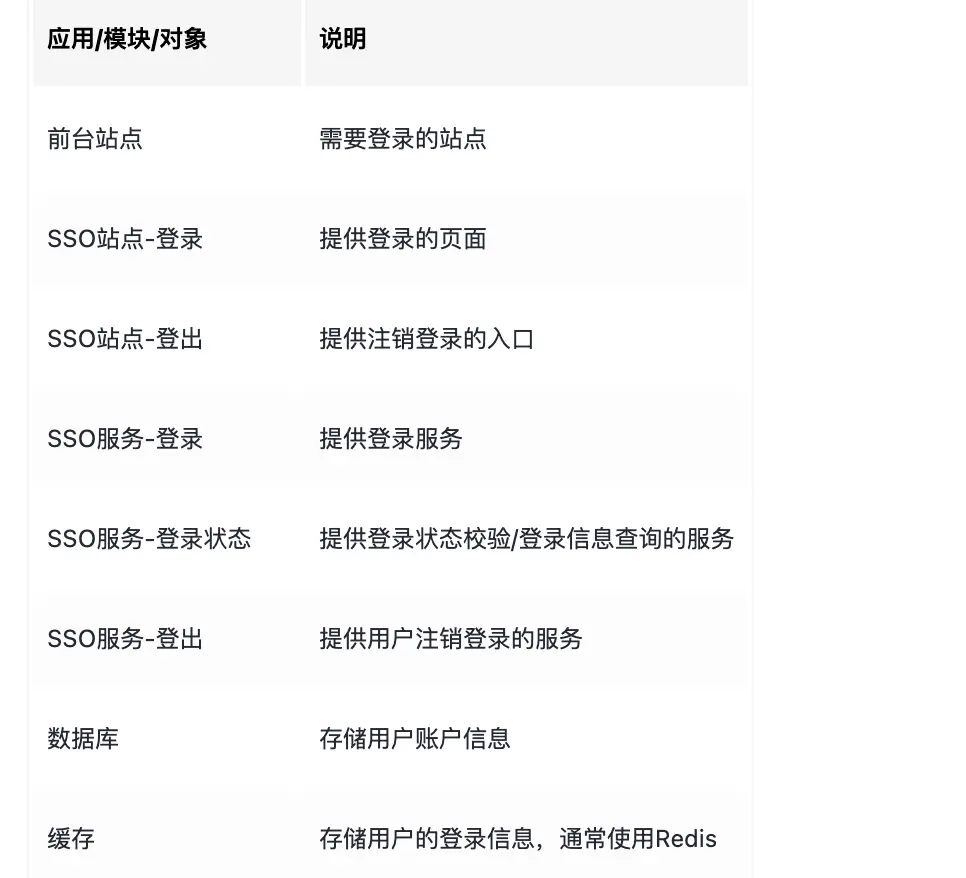 应用/模块/对象 说明
前台站点 需要登录的站点
SSO站点-登录 提供登录的页面
SSO站点-登出 提供注销登录的入口
SSO服务-登录 提供登录服务
SSO服务-登录状态 提供登录状态校验/登录信息查询的服务
SSO服务-登出 提供用户注销登录的服务
数据库 存储用户账户信息
缓存 存储用户的登录信息，通常使用Redis